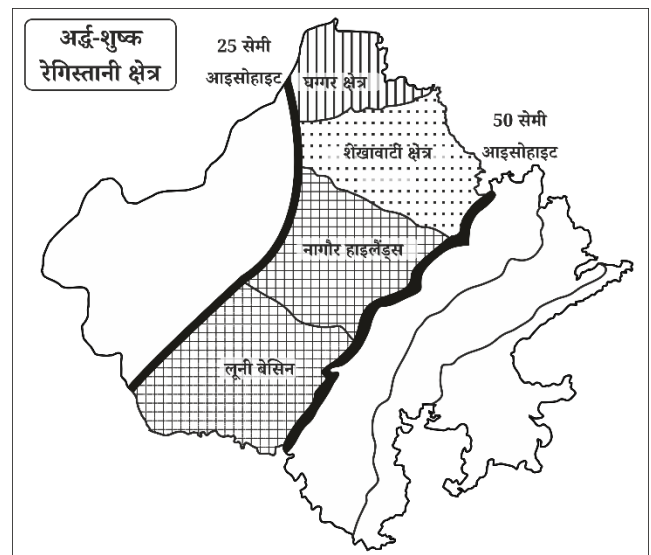 अर्द्ध-शुष्क
रेगिस्तानी क्षेत्र
25 सेमी
आइसोहाइट
घग्गर क्षेत्र
50 सेमी
आइसोहाइट
शेखावाटी क्षेत्र
नागौर हाइलैंड्स
लूनी बेसिन